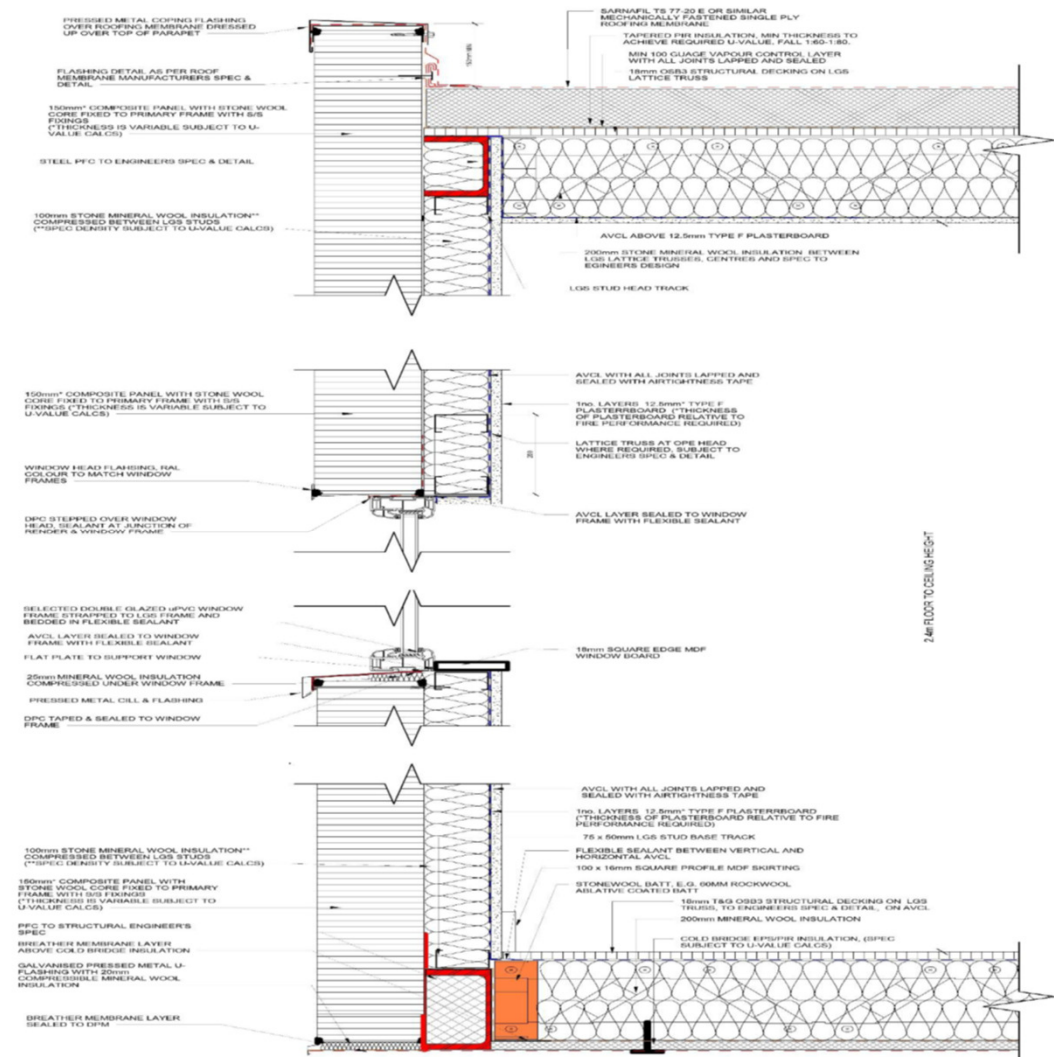 PRESSED METAL COPING FLASHING
OVER ROOFING MEMBRANE DRESSED
UP OVER TOP OF PARAPET
FLASHING DETAIL AS PER ROOF
MEMBRANE MANUFACTURERS SPEC &
DETAIL
150mm* COMPOSITE PANEL WITH STONE WOOL
CORE FIXED TO PRIMARY FRAME WITH S/S
FIXINGS
(*THICKNESS IS VARIABLE SUBJECT TO U-
VALUE CALCS)
STEEL PFC TO ENGINEERS SPEC & DETAIL
100mm STONE MINERAL WOOL INSULATION**
COMPRESSED BETWEEN LGS STUDS
(**SPEC DENSITY SUBJECT TO U-VALUE CALCS)
SARNAFIL TS 77-20 E OR SIMILAR
MECHANICALLY FASTENED SINGLE PLY
ROOFING MEMBRANE
TAPERED PIR INSULATION, MIN THICKNESS TO
ACHIEVE REQUIRED U-VALUE, FALL 1:60-1:80.
MIN 100 GUAGE VAPOUR CONTROL LAYER
WITH ALL JOINTS LAPPED AND SEALED
18mm OSB3 STRUCTURAL DECKING ON LGS
LATTICE TRUSS
AVCL ABOVE 12.5mm TYPE F PLASTERBOARD
200mm STONE MINERAL WOOL INSULATION BETWEEN
LGS LATTICE TRUSSES, CENTRES AND SPEC TO
EGINEERS DESIGN
LGS STUD HEAD TRACK
150mm* COMPOSITE PANEL WITH STONE WOOL
CORE FIXED TO PRIMARY FRAME WITH S/S
FIXINGS (*THICKNESS IS VARIABLE SUBJECT TO
U-VALUE CALCS)
WINDOW HEAD FLAHSING, RAL
COLOUR TO MATCH WINDOW
FRAMES
DPC STEPPED OVER WINDOW
HEAD, SEALANT AT JUNCTION OF
RENDER & WINDOW FRAME
AVCL WITH ALL JOINTS LAPPED AND
SEALED WITH AIRTIGHTNESS TAPE
1no. LAYERS 12.5mm* TYPE F
PLASTERRBOARD (*THICKNESS
OF PLASTERBOARD RELATIVE TO
FIRE PERFORMANCE REQUIRED)
LATTICE TRUSS AT OPE HEAD
WHERE REQUIRED, SUBJECT TO
ENGINEERS SPEC & DETAIL
AVCL LAYER SEALED TO WINDOW
FRAME WITH FLEXIBLE SEALANT
2.4m FLOOR TO CEILING HEIGHT
SELECTED DOUBLE GLAZED uPVC WINDOW
FRAME STRAPPED TO LGS FRAME AND
BEDDED IN FLEXIBLE SEALANT
AVCL LAYER SEALED TO WINDOW
FRAME WITH FLEXIBLE SEALANT
FLAT PLATE TO SUPPORT WINDOW
25mm MINERAL WOOL INSULATION
COMPRESSED UNDER WINDOW FRAME
PRESSED METAL CILL & FLASHING
DPC TAPED & SEALED TO WINDOW
FRAME
18mm SQUARE EDGE MDF
WINDOW BOARD
100mm STONE MINERAL WOOL INSULATION**
COMPRESSED BETWEEN LGS STUDS
(**SPEC DENSITY SUBJECT TO U-VALUE CALCS)
150mm* COMPOSITE PANEL WITH
STONE WOOL CORE FIXED TO PRIMARY
FRAME WITH S/S FIXINGS
(*THICKNESS IS VARIABLE SUBJECT TO
U-VALUE CALCS)
PFC TO STRUCTURAL ENGINEER'S
SPEC
BREATHER MEMBRANE LAYER
ABOVE COLD BRIDGE INSULATION
GALVANISED PRESSED METAL U-
FLASHING WITH 20mm
COMPRESSIBLE MINERAL WOOL
INSULATION
BREATHER MEMBRANE LAYER
SEALED TO DPM
AVCL WITH ALL JOINTS LAPPED AND
SEALED WITH AIRTIGHTNESS TAPE
1no. LAYERS 12.5mm* TYPE F PLASTERRBOARD
(*THICKNESS OF PLASTERBOARD RELATIVE TO FIRE
PERFORMANCE REQUIRED)
75 x 50mm LGS STUD BASE TRACK
FLEXIBLE SEALANT BETWEEN VERTICAL AND
HORIZONTAL AVCL
100 x 16mm SQUARE PROFILE MDF SKIRTING
STONEWOOL BATT, E.G. 60MM ROCKWOOL
ABLATIVE COATED BATT
18mm T&G OSB3 STRUCTURAL DECKING ON LGS
TRUSS, TO ENGINEERS SPEC & DETAIL, ON AVCL
200mm MINERAL WOOL INSULATION
COLD BRIDGE EPS/PIR INSULATION, (SPEC
SUBJECT TO U-VALUE CALCS)